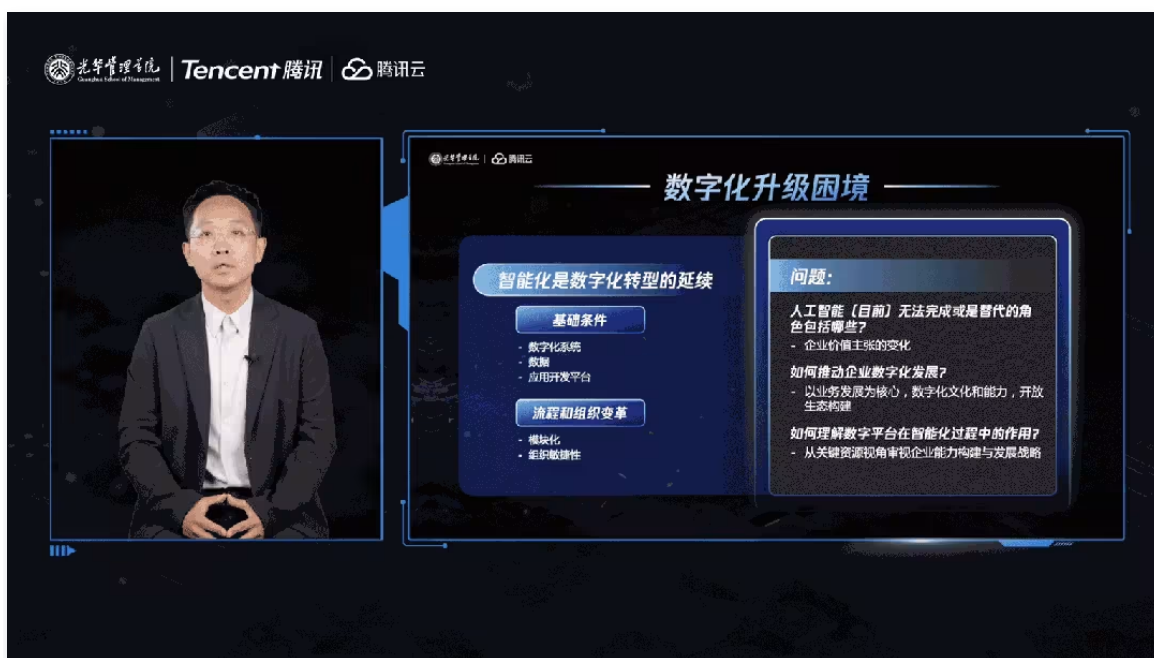 光华管理学院
Guanghua School of Management
Tencent 腾讯
腾讯云
光华管理学院
腾讯云
数字化升级困境
智能化是数字化转型的延续
基础条件
- 数字化系统
- 数据
- 应用开发平台
流程和组织变革
- 模块化
- 组织敏捷性
问题:
人工智能（目前）无法完成或是替代的角
色包括哪些?
- 企业价值主张的变化
如何推动企业数字化发展?
- 以业务发展为核心，数字化文化和能力，开放
生态构建
如何理解数字平台在智能化过程中的作用?
- 从关键资源视角审视企业能力构建与发展战略